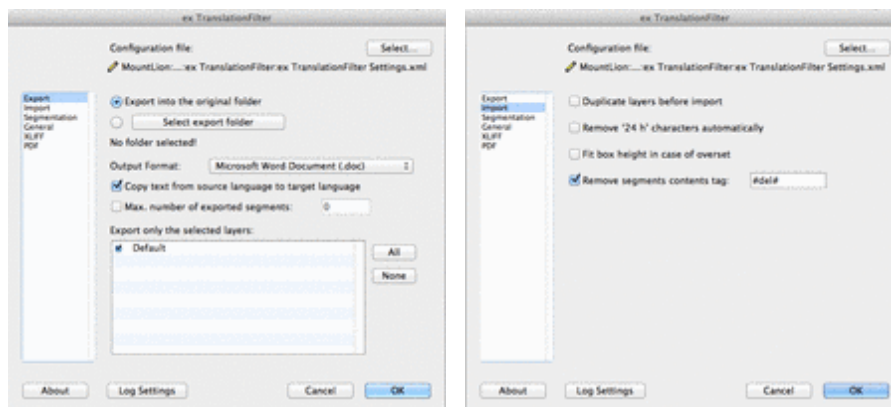 ex TranslationFilter
Configuration file:
Select...
MountLion:...:ex TranslationFilter:ex TranslationFilter Settings.xml
Export
Import
Segmentation
General
XLIFF
PDF
Export into the original folder
Select export folder
No folder selected!
Output Format:
Microsoft Word Document (.doc)
Copy text from source language to target language
Max. number of exported segments:
0
Export only the selected layers:
Default
All
None
About
Log Settings
Cancel
OK
ex TranslationFilter
Configuration file:
Select...
MountLion:...:ex TranslationFilter:ex TranslationFilter Settings.xml
Export
Import
Segmentation
General
XLIFF
PDF
Duplicate layers before import
Remove '24 h' characters automatically
Fit box height in case of overset
Remove segments contents tag:
#del#
About
Log Settings
Cancel
OK